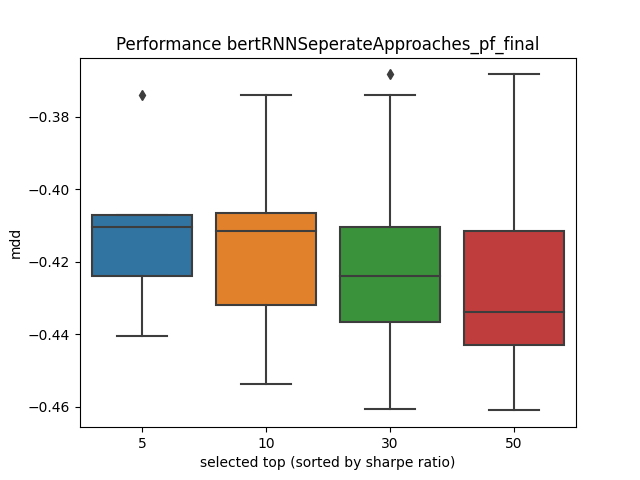 Performance bertRNNSeperateApproaches_pf_final
mdd
−0.38
−0.40
−0.42
−0.44
−0.46
5 10 30 50
selected top (sorted by sharpe ratio)